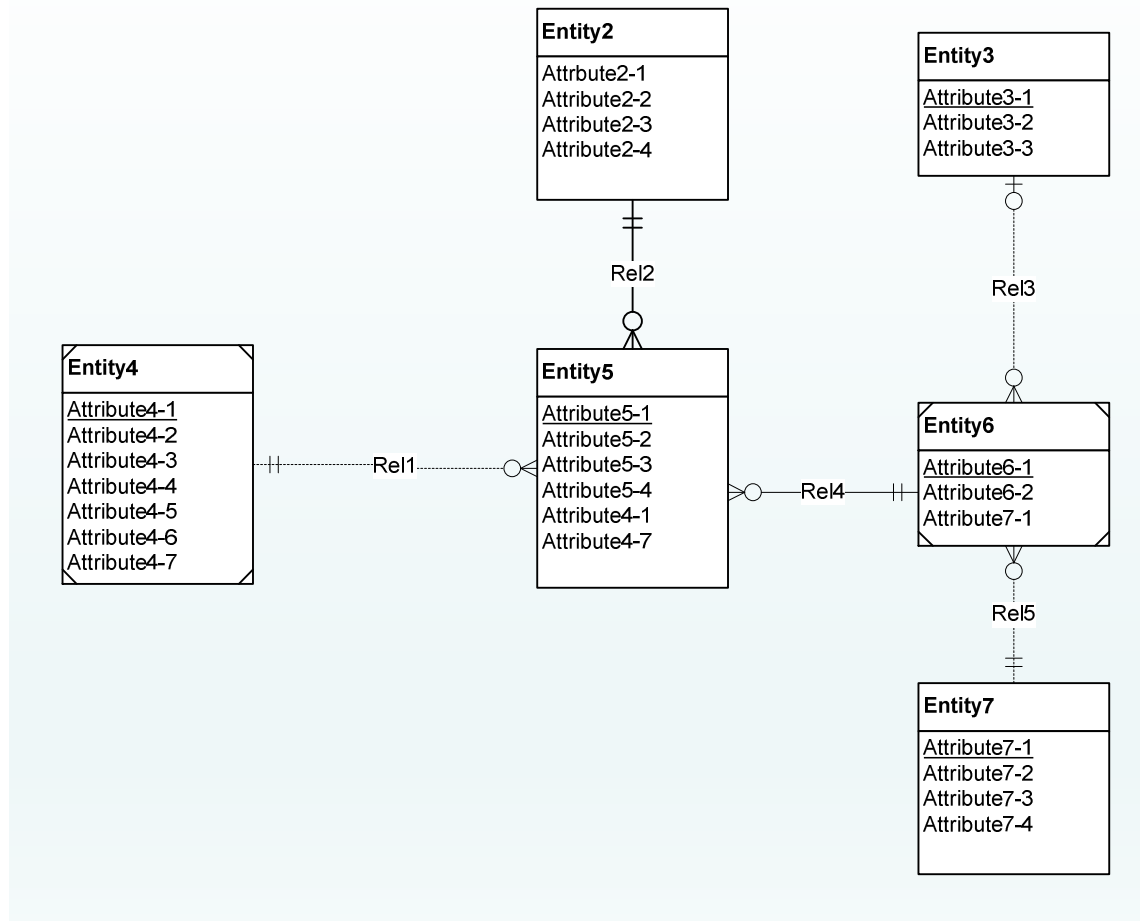 Entity2
Attrbute2-1
Attribute2-2
Attribute2-3
Attribute2-4
Entity3
Attribute3-1
Attribute3-2
Attribute3-3
Rel2
Rel3
Entity4
Attribute4-1
Attribute4-2
Attribute4-3
Attribute4-4
Attribute4-5
Attribute4-6
Attribute4-7
Rel1
Entity5
Attribute5-1
Attribute5-2
Attribute5-3
Attribute5-4
Attribute4-1
Attribute4-7
Rel4
Entity6
Attribute6-1
Attribute6-2
Attribute7-1
Rel5
Entity7
Attribute7-1
Attribute7-2
Attribute7-3
Attribute7-4